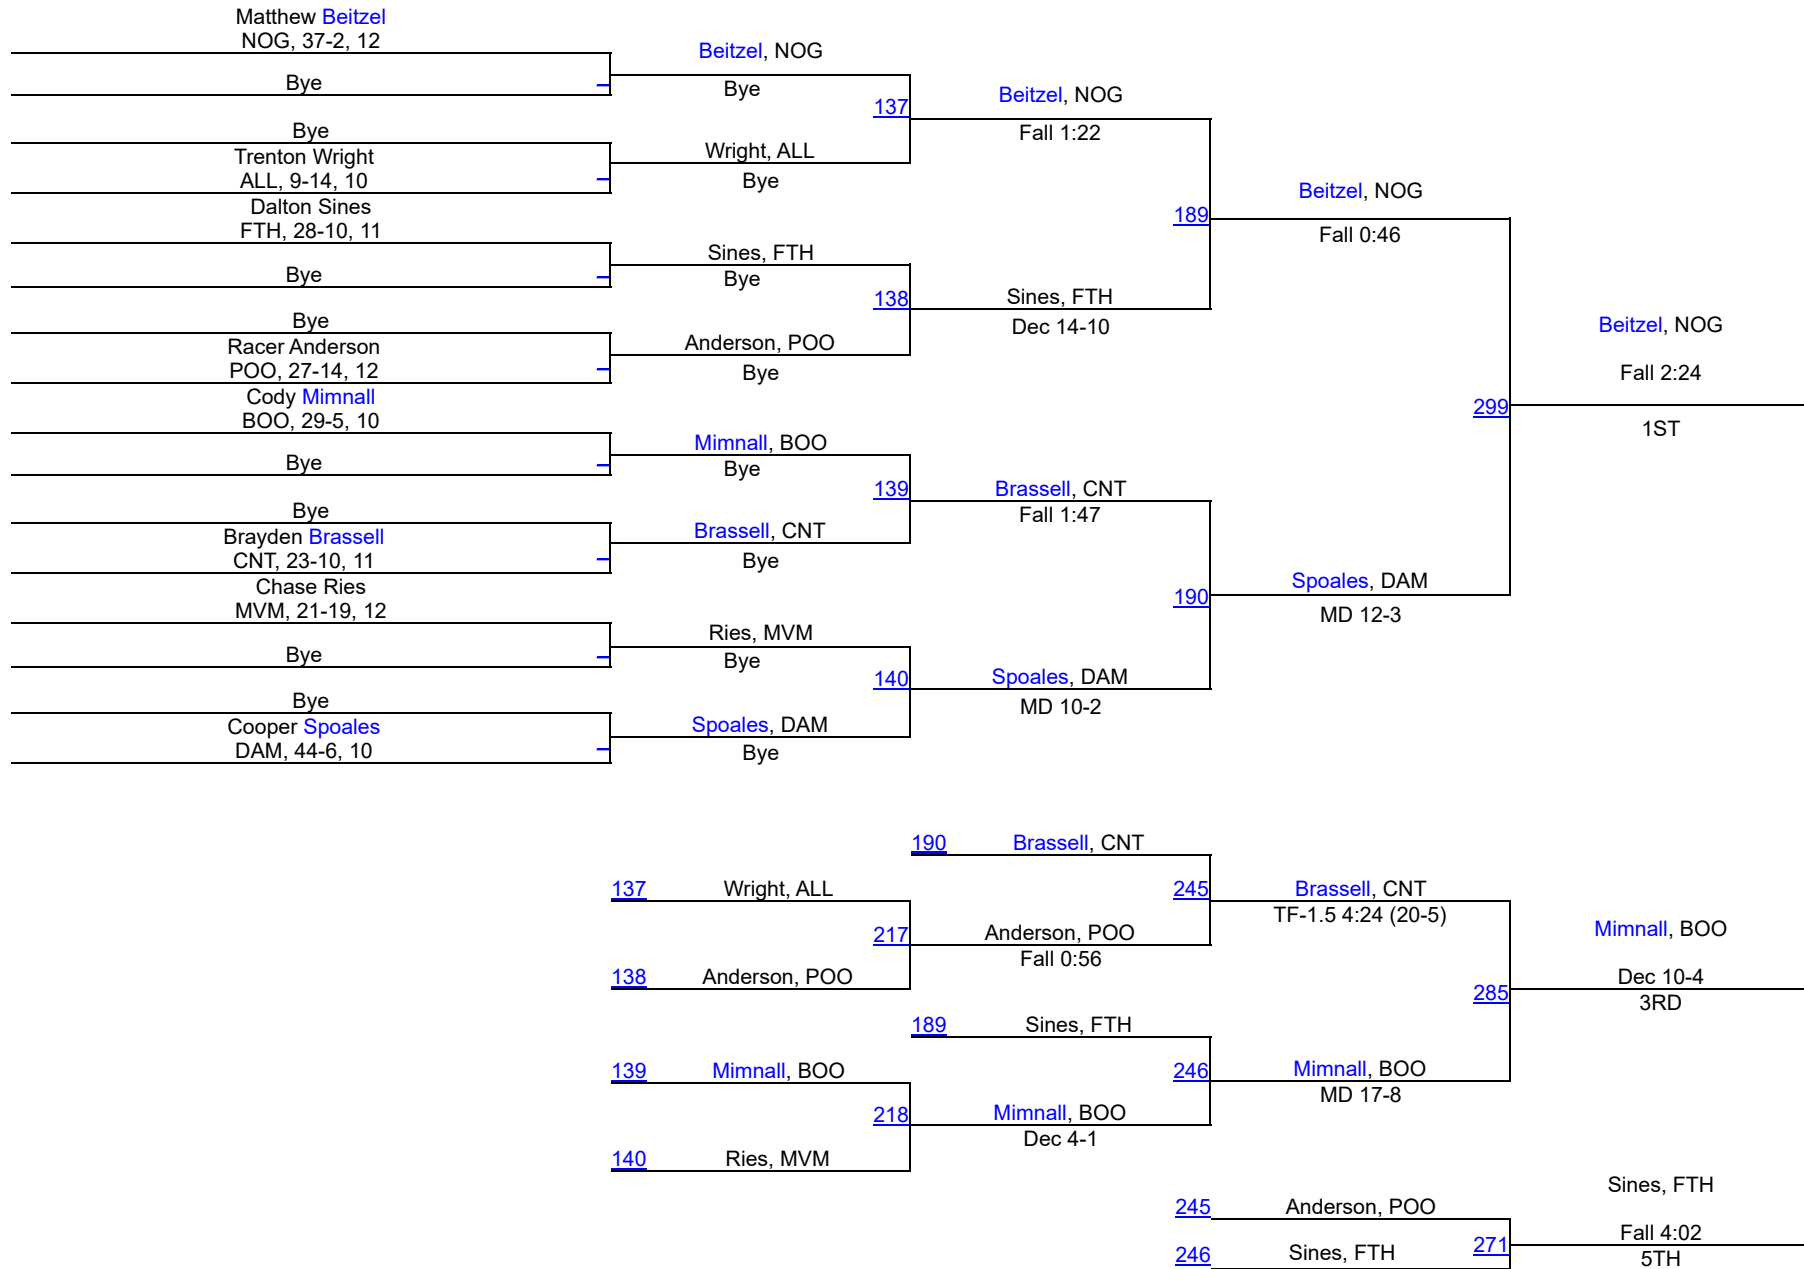 Matthew Beitzel
NOG, 37-2, 12
Bye
Bye
Trenton Wright
ALL, 9-14, 10
Dalton Sines
FTH, 28-10, 11
Bye
Bye
Racer Anderson
POO, 27-14, 12
Cody Mimnall
BOO, 29-5, 10
Bye
Bye
Brayden Brassell
CNT, 23-10, 11
Chase Ries
MVM, 21-19, 12
Bye
Bye
Cooper Spoales
DAM, 44-6, 10
Beitzel, NOG
Bye
137
Wright, ALL
Bye
Sines, FTH
Bye
138
Anderson, POO
Bye
Mimnall, BOO
Bye
139
Brassell, CNT
Bye
Ries, MVM
Bye
140
Spoales, DAM
Bye
Beitzel, NOG
Fall 1:22
189
Sines, FTH
Dec 14-10
Brassell, CNT
Fall 1:47
190
Spoales, DAM
MD 10-2
Beitzel, NOG
Fall 0:46
299
Spoales, DAM
MD 12-3
Beitzel, NOG
Fall 2:24
1ST
190 Brassell, CNT
137 Wright, ALL
245
217
Anderson, POO
Fall 0:56
138 Anderson, POO
189 Sines, FTH
139 Mimnall, BOO
246
218
Mimnall, BOO
Dec 4-1
140 Ries, MVM
Brassell, CNT
TF-1.5 4:24 (20-5)
285
Mimnall, BOO
MD 17-8
Mimnall, BOO
Dec 10-4
3RD
245 Anderson, POO
246 Sines, FTH
271
Sines, FTH
Fall 4:02
5TH